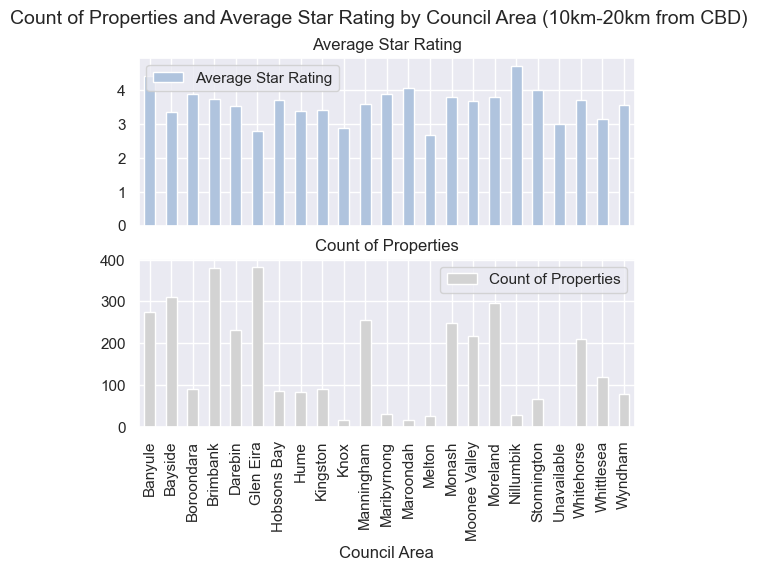 Count of Properties and Average Star Rating by Council Area (10km-20km from CBD)
Average Star Rating
Average Star Rating
4
3
2
1
0
Count of Properties
Count of Properties
400
300
200
100
0
Banyule
Bayside
Boroondara
Brimbank
Darebin
Glen Eira
Hobsons Bay
Hume
Kingston
Knox
Manningham
Maribyrnong
Maroondah
Melton
Monash
Moonee Valley
Moreland
Nillumbik
Stonnington
Unavailable
Whitehorse
Whittlesea
Wyndham
Council Area